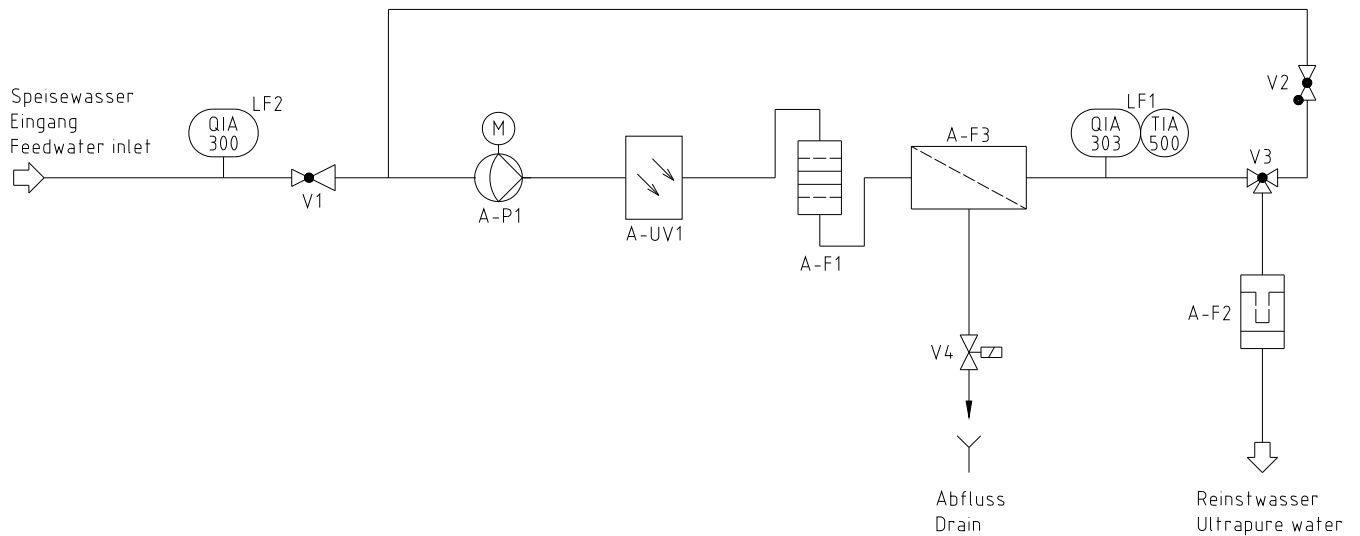 Speisewasser
Eingang
Feedwater inlet
LF2
QIA
300
V1
M
A-P1
A-UV1
A-F1
A-F3
LF1
QIA
303
TIA
500
V2
V3
V4
A-F2
Abfluss
Drain
Reinstwasser
Ultrapure water